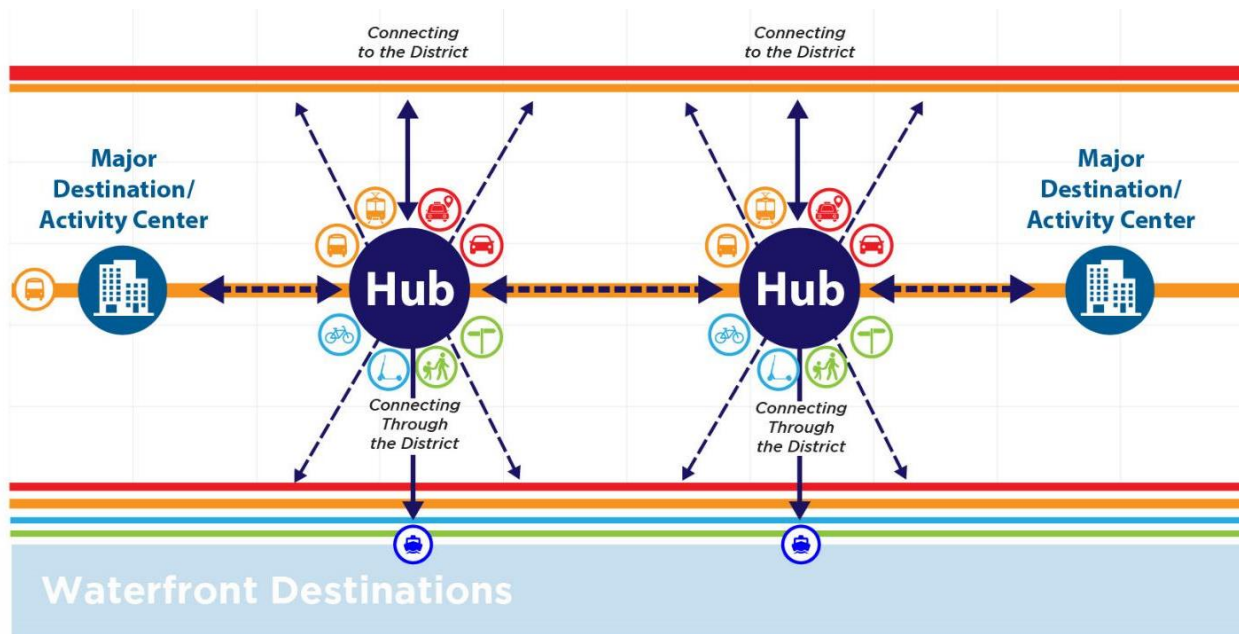 Connecting
to the District
Connecting
to the District
Major
Destination/
Activity Center
Major
Destination/
Activity Center
Hub
Hub
Connecting
Through
the District
Connecting
Through
the District
Waterfront Destinations